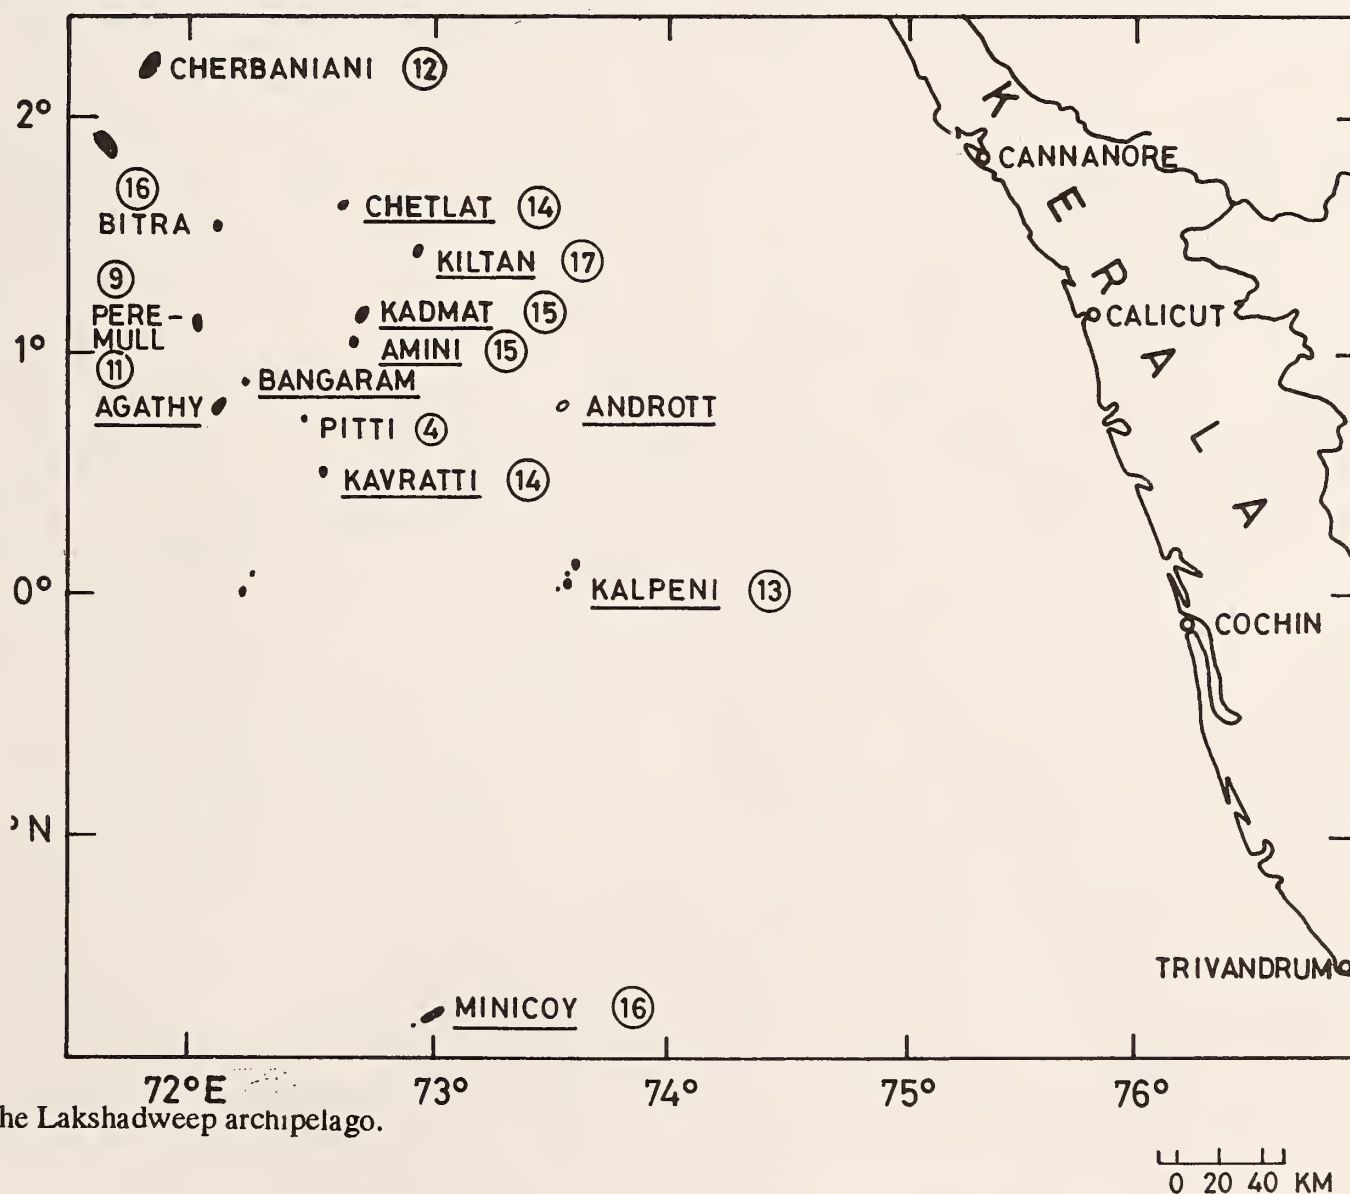 CHERBANIANI 12
2°
CANNANORE
16
BITRA
CHETLAT 14
KILTAN 17
9
PERE-
MULL
KADMAT 15
CALICUT
1°
AMINI 15
11
BANGARAM
AGATHY
PITTI 4
ANDROTT
KAVRATTI 14
KERALA
0°
KALPENI 13
COCHIN
°N
TRIVANDRUM
MINICOY 16
72°E 73° 74° 75° 76°
he Lakshadweep archipelago.
0 20 40 KM